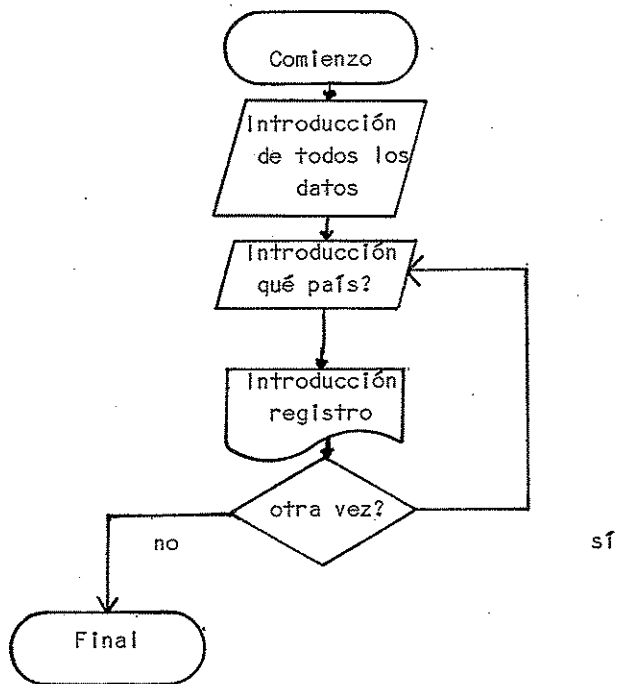 Comienzo
Introducción
de todos los
datos
Introducción
qué país?
Introducción
registro
otra vez?
no
sí
Final